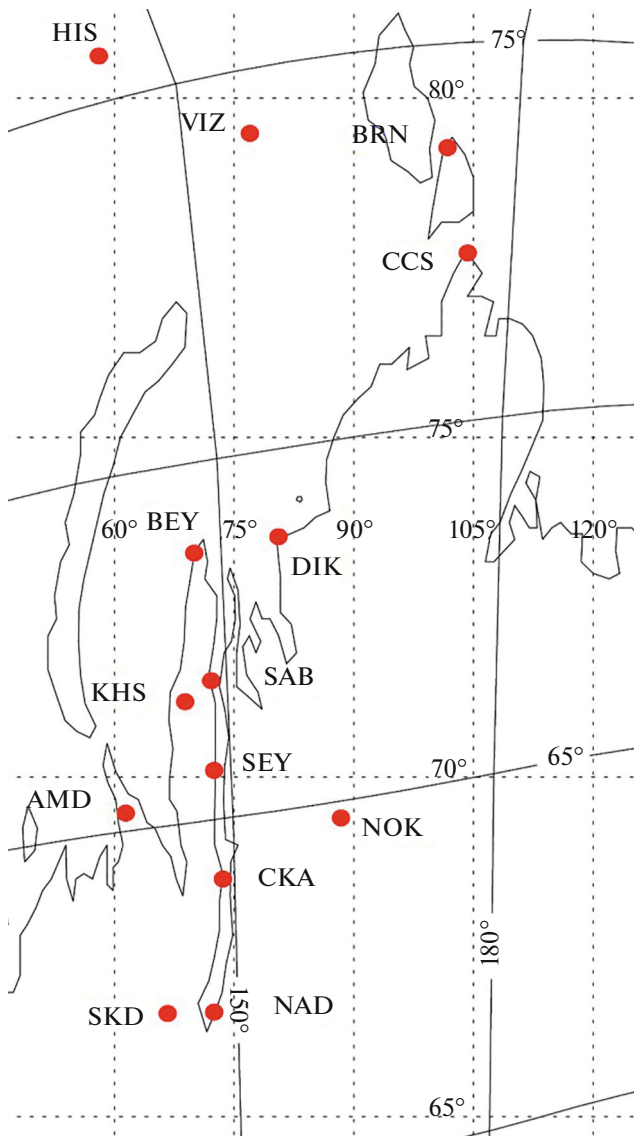 HIS
75°
80°
VIZ
BRN
CCS
75°
BEY
60°
75°
90°
105°
120°
DIK
SAB
KHS
SEY
70°
65°
AMD
NOK
CKA
180°
150°
SKD
NAD
65°